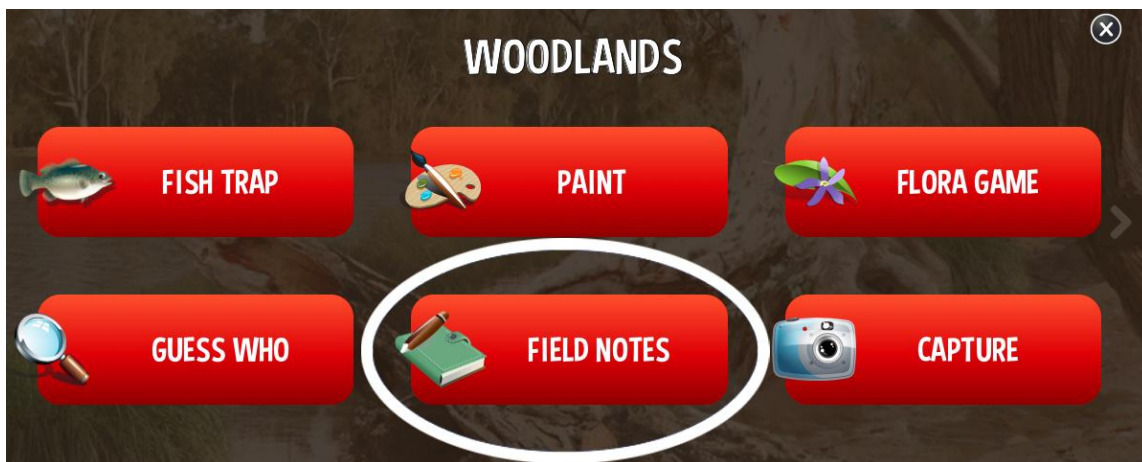 WOODLANDS
FISH TRAP
PAINT
FLORA GAME
GUESS WHO
FIELD NOTES
CAPTURE